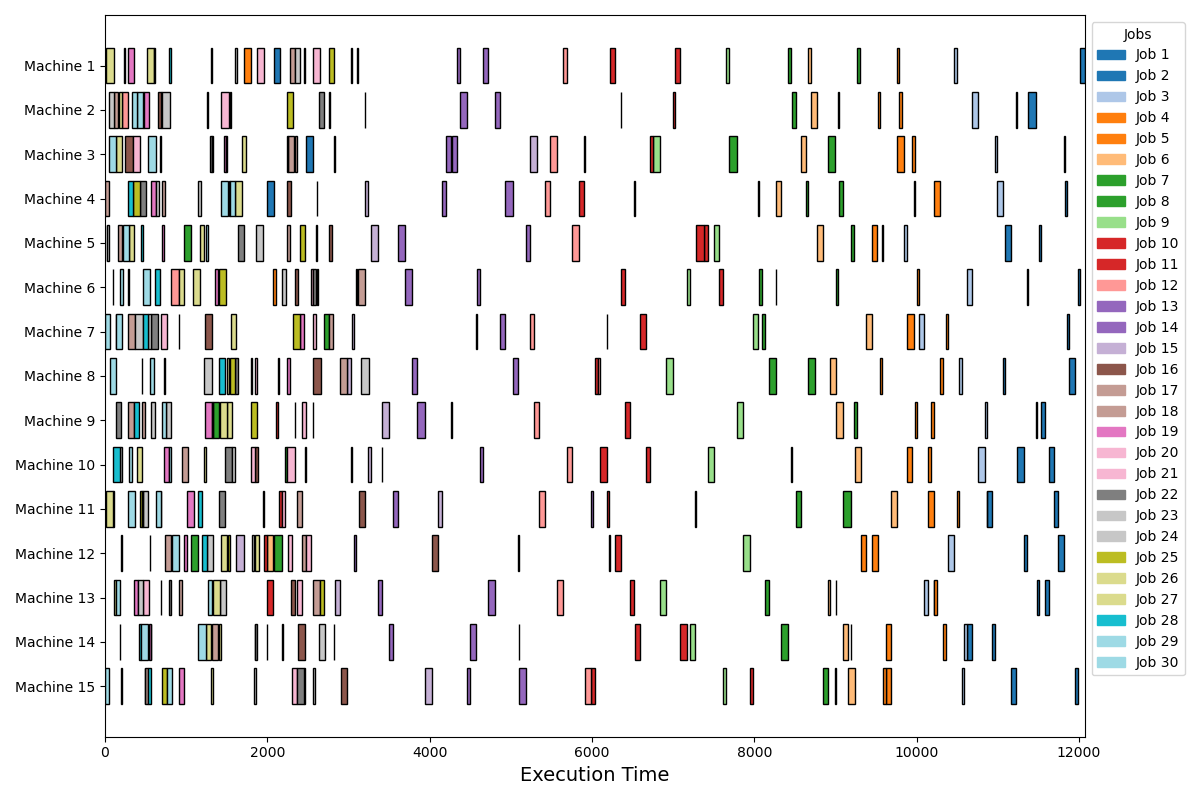 Machine 1
Machine 2
Machine 3
Machine 4
Machine 5
Machine 6
Machine 7
Machine 8
Machine 9
Machine 10
Machine 11
Machine 12
Machine 13
Machine 14
Machine 15
0 2000 4000 6000 8000 10000 12000
Execution Time
Jobs
Job 1
Job 2
Job 3
Job 4
Job 5
Job 6
Job 7
Job 8
Job 9
Job 10
Job 11
Job 12
Job 13
Job 14
Job 15
Job 16
Job 17
Job 18
Job 19
Job 20
Job 21
Job 22
Job 23
Job 24
Job 25
Job 26
Job 27
Job 28
Job 29
Job 30